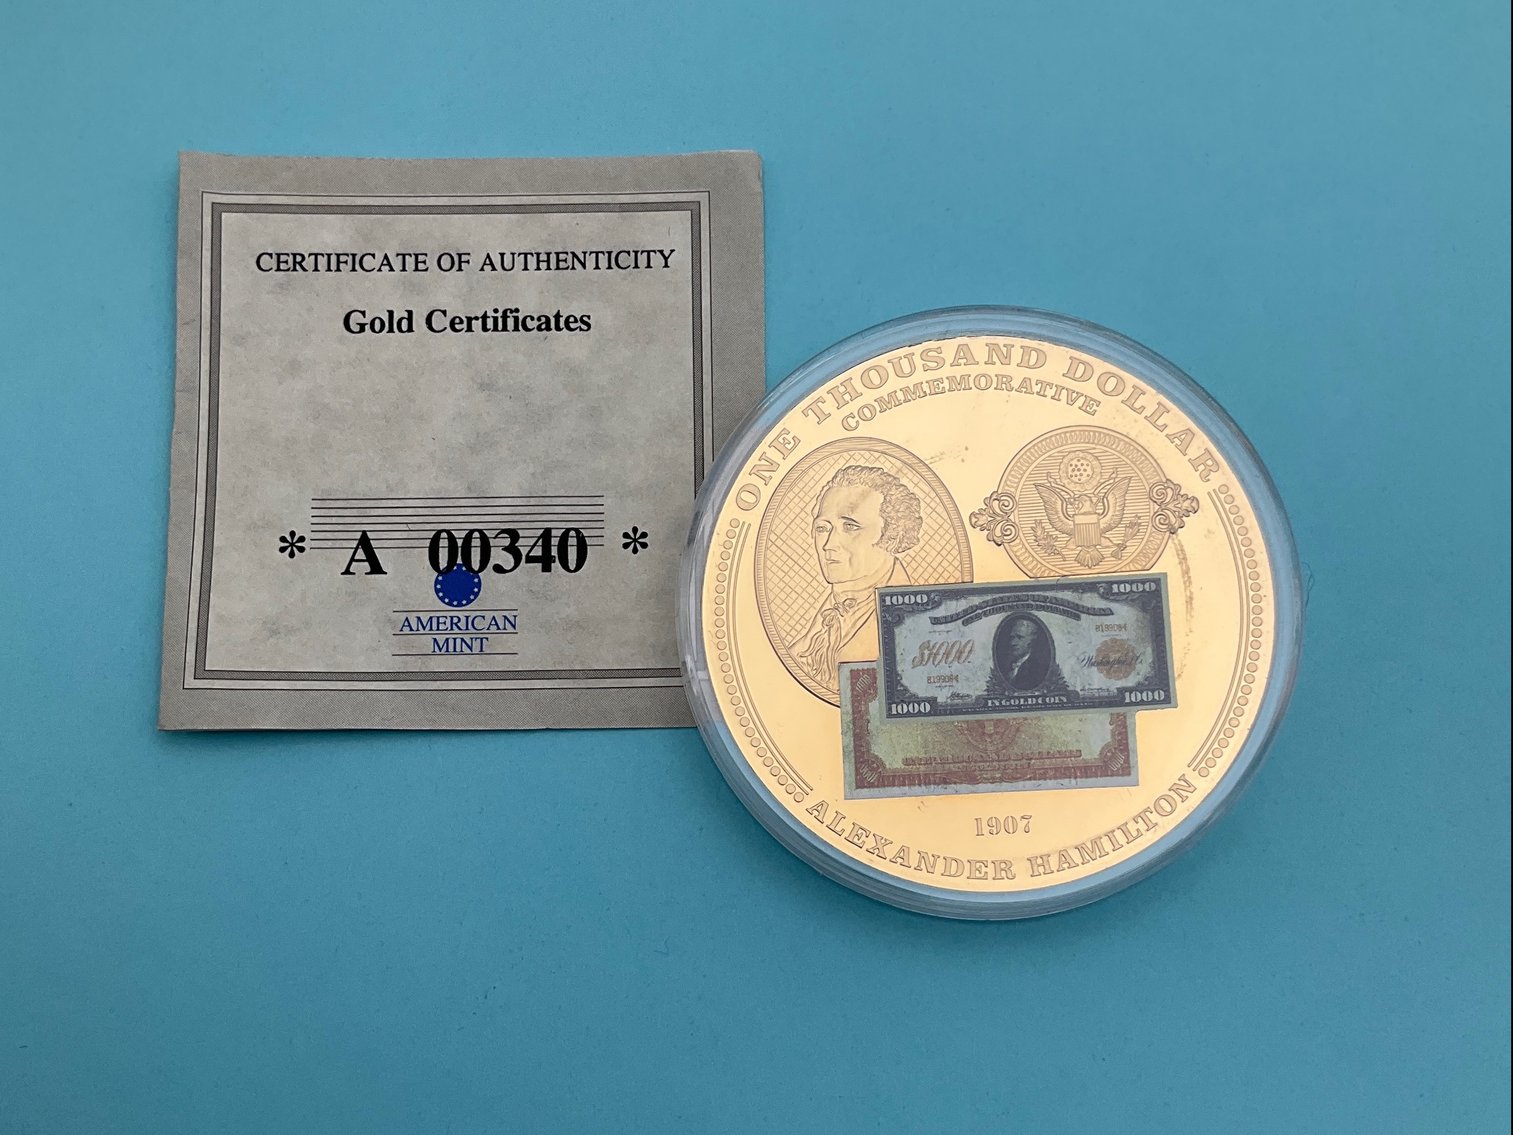 CERTIFICATE OF AUTHENTICITY
Gold Certificates
* A 00340 *
AMERICAN
MINT
ONE THOUSAND DOLLAR
COMMEMORATIVE
1000 1000
$1000
1000 IN GOLD COIN 1000
1907
ALEXANDER HAMILTON